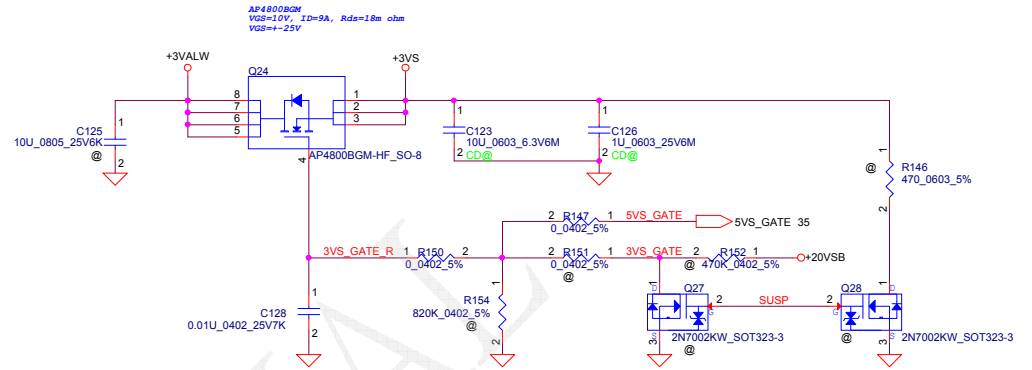 AP4800BGM
VGS=10V, ID=9A, Rds=18m ohm
VGS=+-25V
+3VALW
+3VS
Q24
8
7
6
5
1
2
3
4
AP4800BGM-HF_SO-8
1
C125
10U_0805_25V6K
@
2
1
C123
10U_0603_6.3V6M
2
CD@
1
C126
1U_0603_25V6M
2
CD@
1
@
R146
470_0603_5%
2
2
R147
1
0_0402_5%
5VS_GATE
5VS_GATE 35
3VS_GATE_R
1
R150
2
0_0402_5%
2
R151
1
0_0402_5%
@
3VS_GATE
2
R152
1
@
470K_0402_5%
+20VSB
1
C128
0.01U_0402_25V7K
2
1
R154
820K_0402_5%
@
2
1
D
Q27
2
G
S
3
2N7002KW_SOT323-3
@
SUSP
Q28
1
D
2
G
S
3
2N7002KW_SOT323-3
@